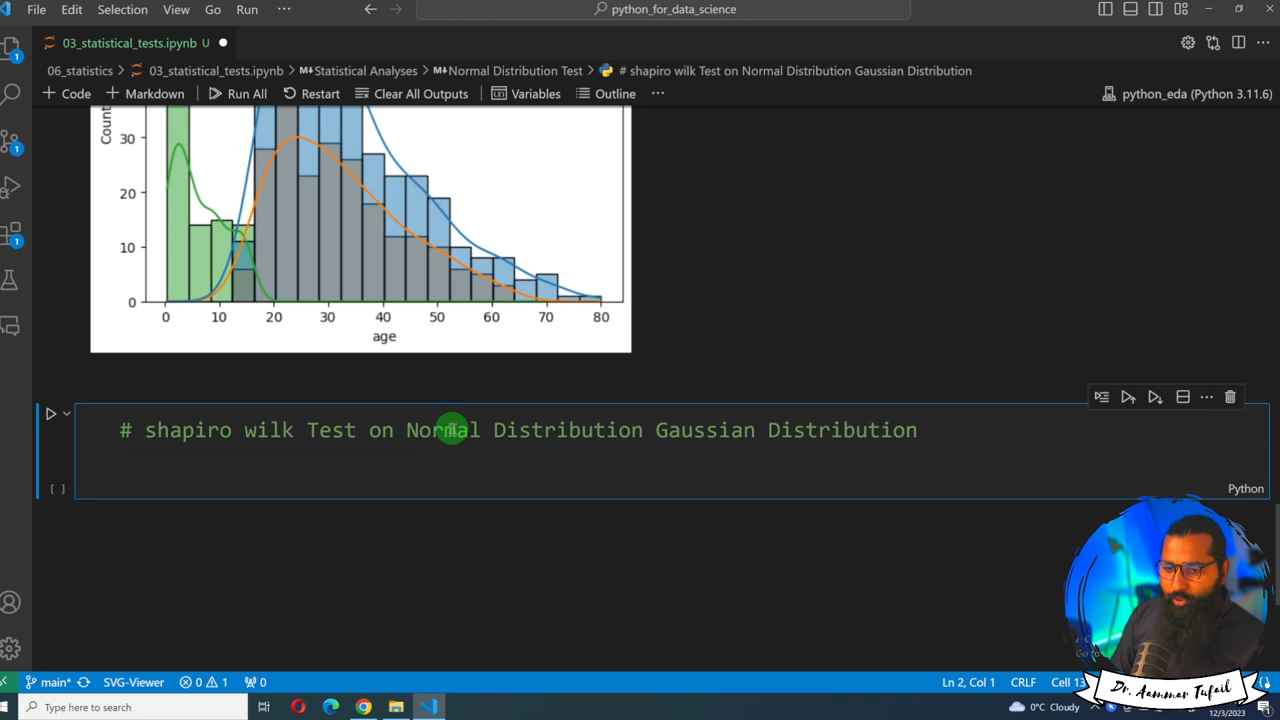 File Edit Selection View Go Run ··· python_for_data_science
03_statistical_tests.ipynb U
06_statistics > 03_statistical_tests.ipynb > M↓Statistical Analyses > M↓Normal Distribution Test > # shapiro wilk Test on Normal Distribution Gaussian Distribution
+ Code + Markdown Run All Restart Clear All Outputs Variables Outline ··· python_eda (Python 3.11.6)
1
1
1
Count
30
20
10
0
0 10 20 30 40 50 60 70 80
age
# shapiro wilk Test on Normal Distribution Gaussian Distribution
[ ] Python
main* SVG-Viewer 0 1 0 Ln 2, Col 1 CRLF Cell 13
Dr. Aammar Tufail
Type here to search 0°C Cloudy 12/3/2023